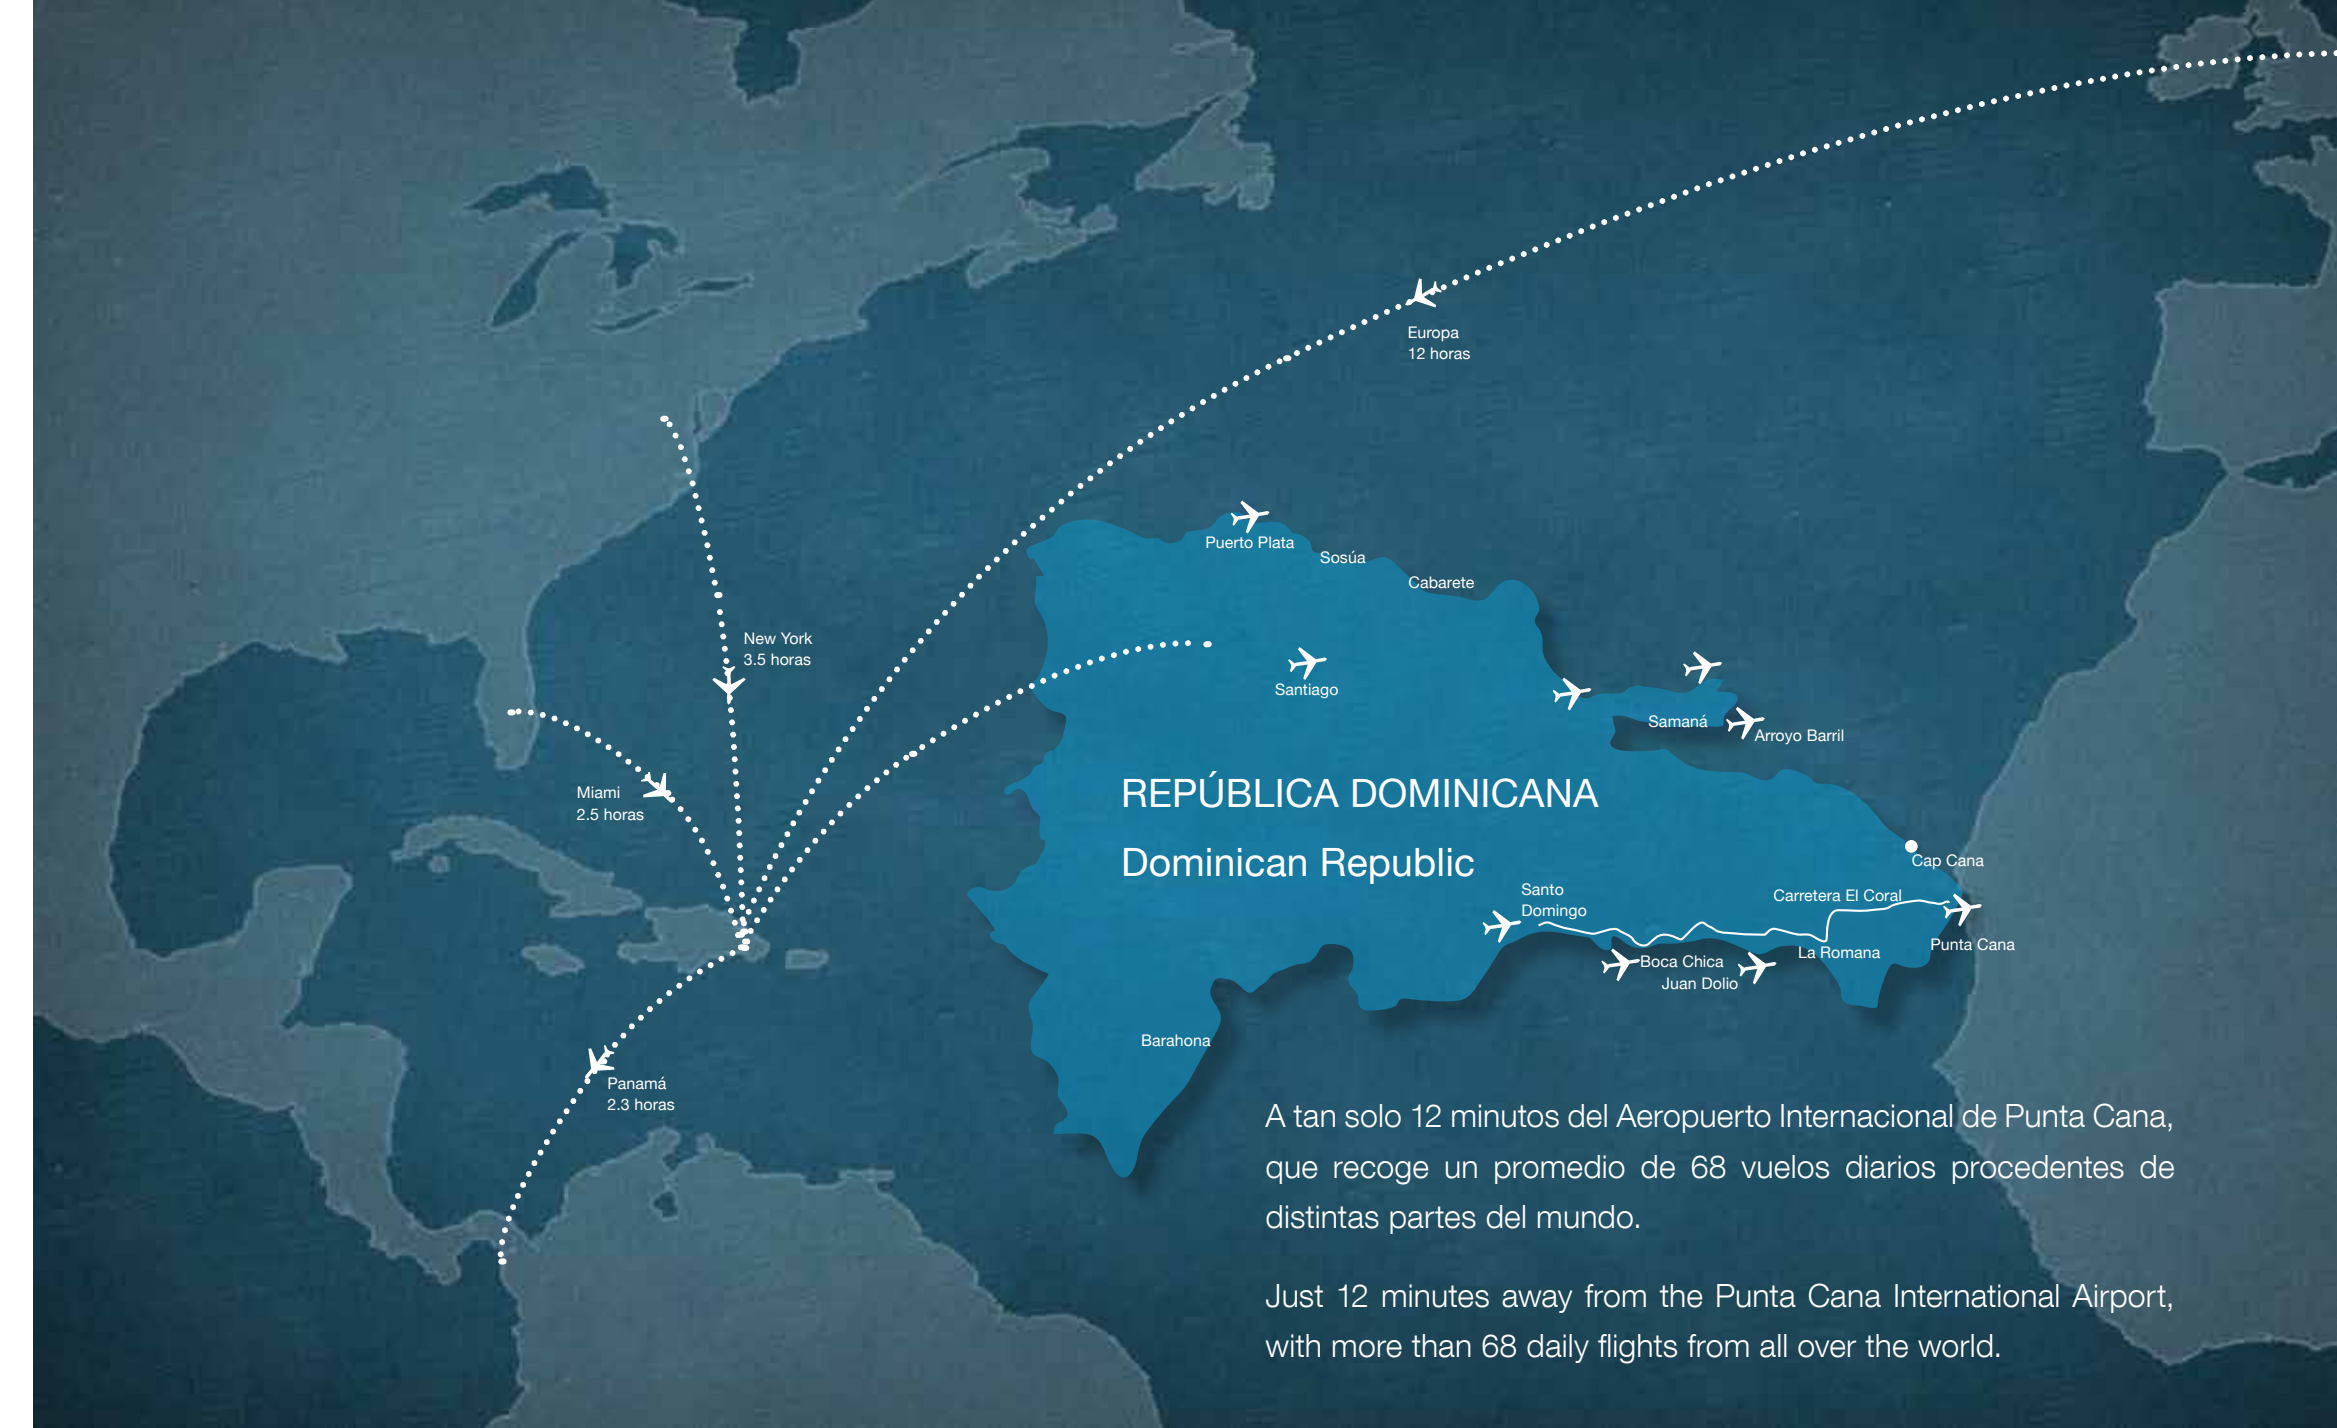 Europa
12 horas
New York
3.5 horas
Miami
2.5 horas
Panamá
2.3 horas
Puerto Plata
Sosúa
Cabarete
Santiago
Samaná
Arroyo Barril
REPÚBLICA DOMINICANA
Dominican Republic
Cap Cana
Santo
Domingo
Carretera El Coral
Punta Cana
La Romana
Boca Chica
Juan Dolio
Barahona
A tan solo 12 minutos del Aeropuerto Internacional de Punta Cana,
que recoge un promedio de 68 vuelos diarios procedentes de
distintas partes del mundo.
Just 12 minutes away from the Punta Cana International Airport,
with more than 68 daily flights from all over the world.